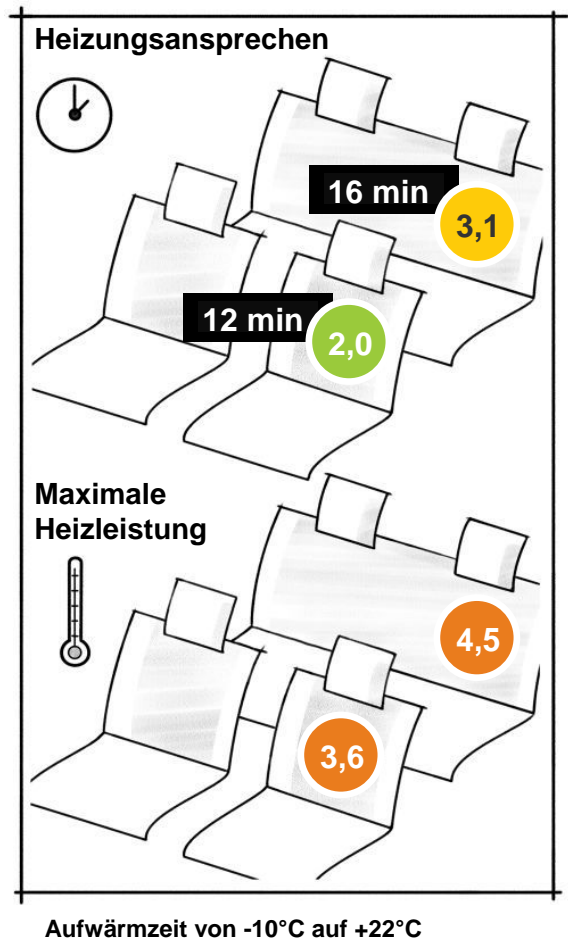 Heizungsansprechen
16 min
3,1
12 min
2,0
Maximale
Heizleistung
4,5
3,6
Aufwärmzeit von -10°C auf +22°C